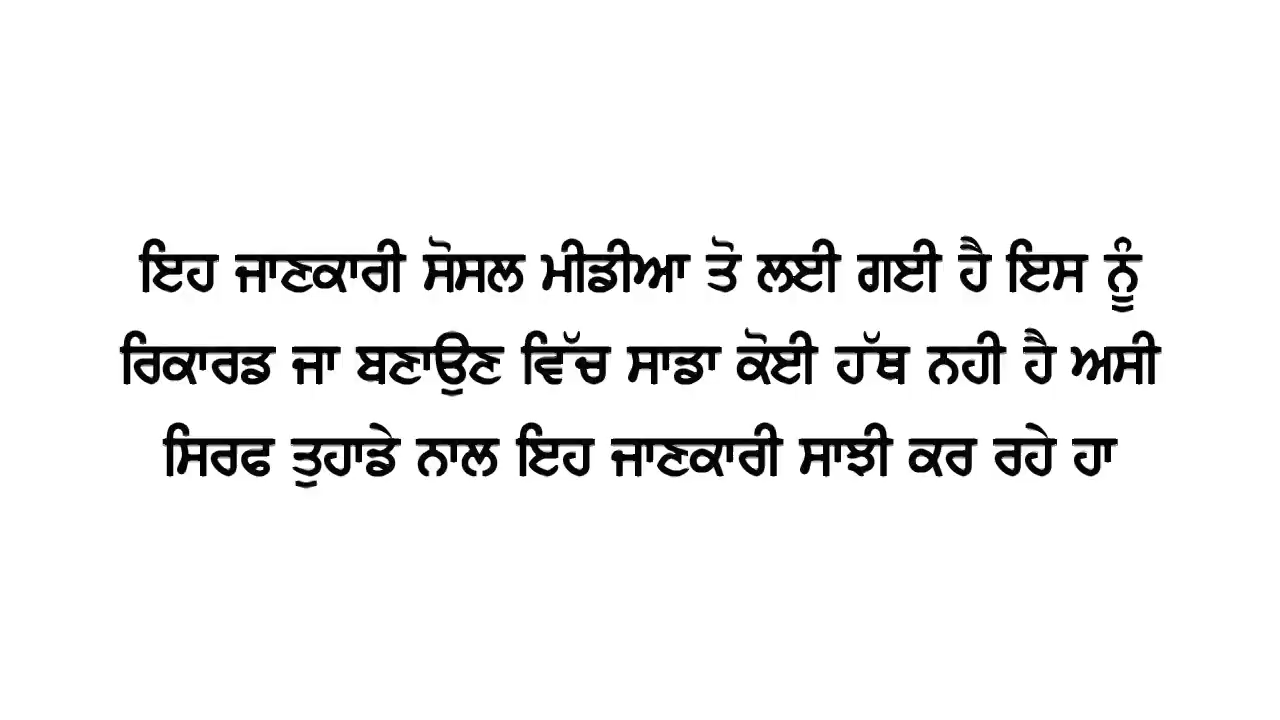 ਇਹ ਜਾਣਕਾਰੀ ਸੋਸਲ ਮੀਡੀਆ ਤੋ ਲਈ ਗਈ ਹੈ ਇਸ ਨੂੰ
ਰਿਕਾਰਡ ਜਾ ਬਣਾਉਣ ਵਿੱਚ ਸਾਡਾ ਕੋਈ ਹੱਥ ਨਹੀ ਹੈ ਅਸੀ
ਸਿਰਫ ਤੁਹਾਡੇ ਨਾਲ ਇਹ ਜਾਣਕਾਰੀ ਸਾਝੀ ਕਰ ਰਹੇ ਹਾ